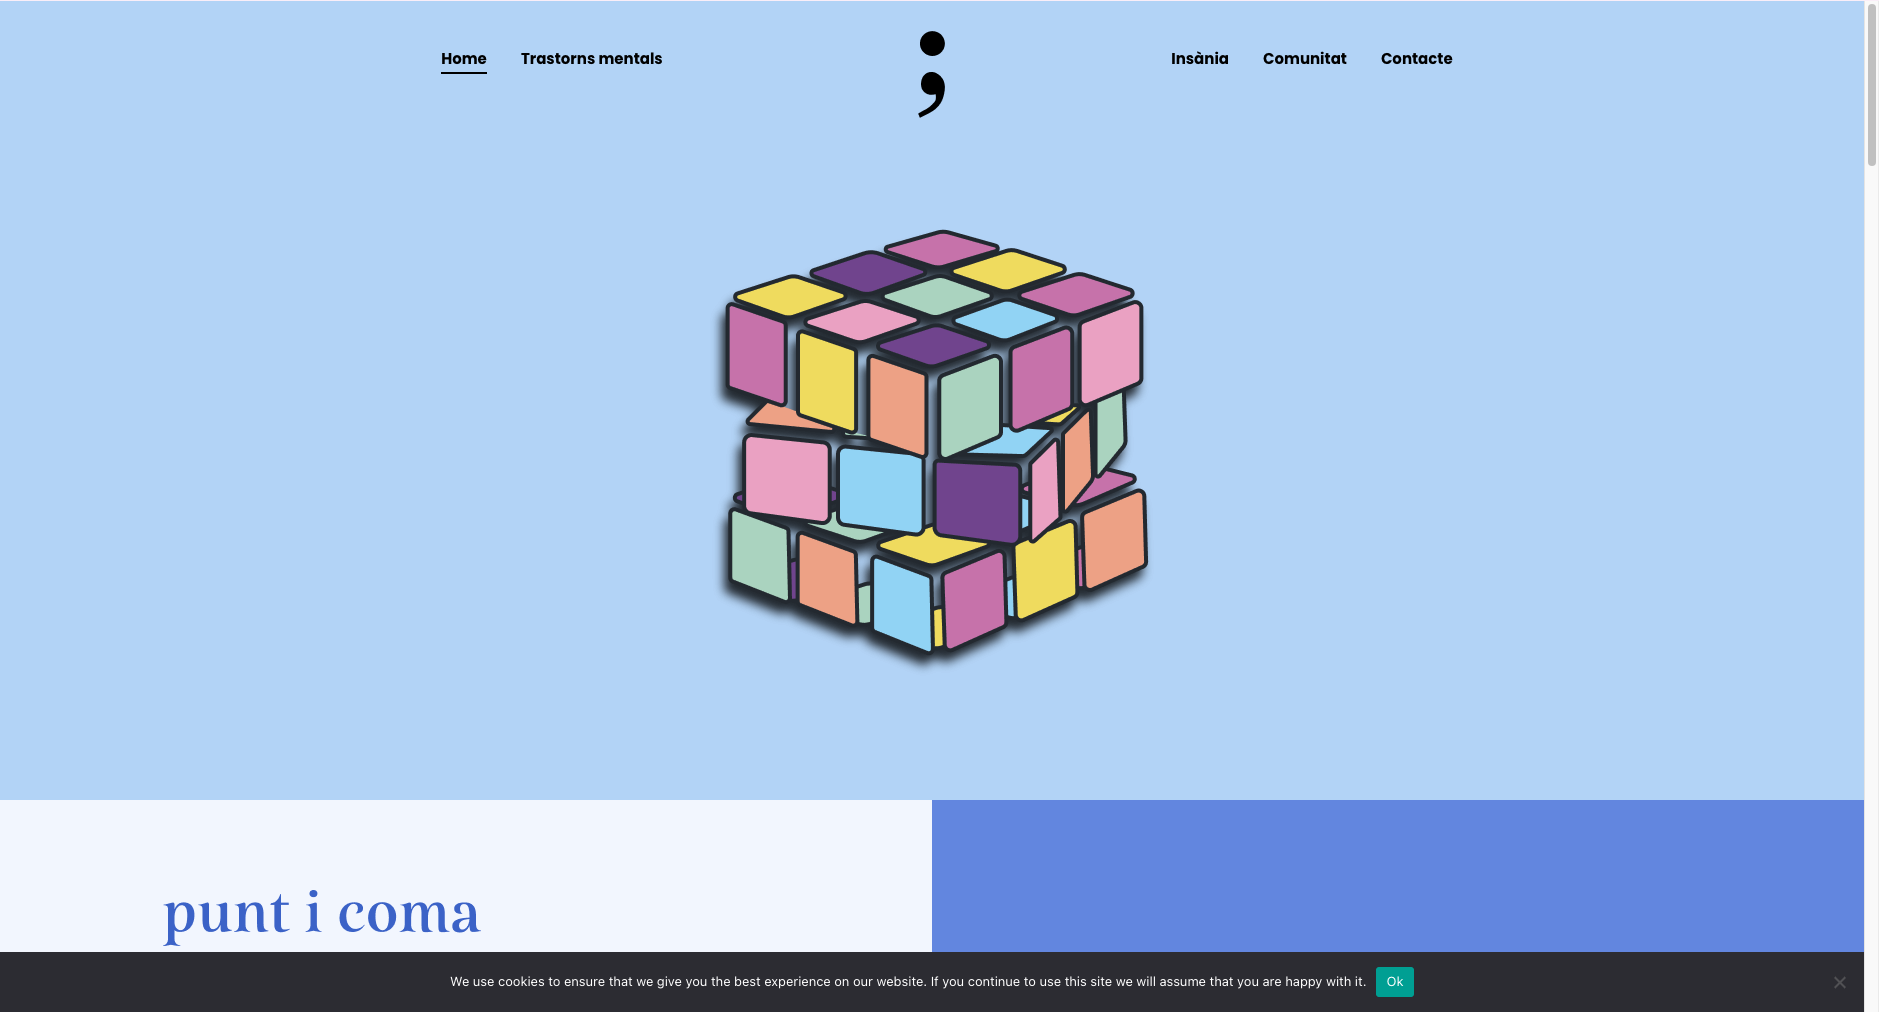 Home
Trastorns mentals
;
Insània
Comunitat
Contacte
punt i coma
We use cookies to ensure that we give you the best experience on our website. If you continue to use this site we will assume that you are happy with it.
Ok